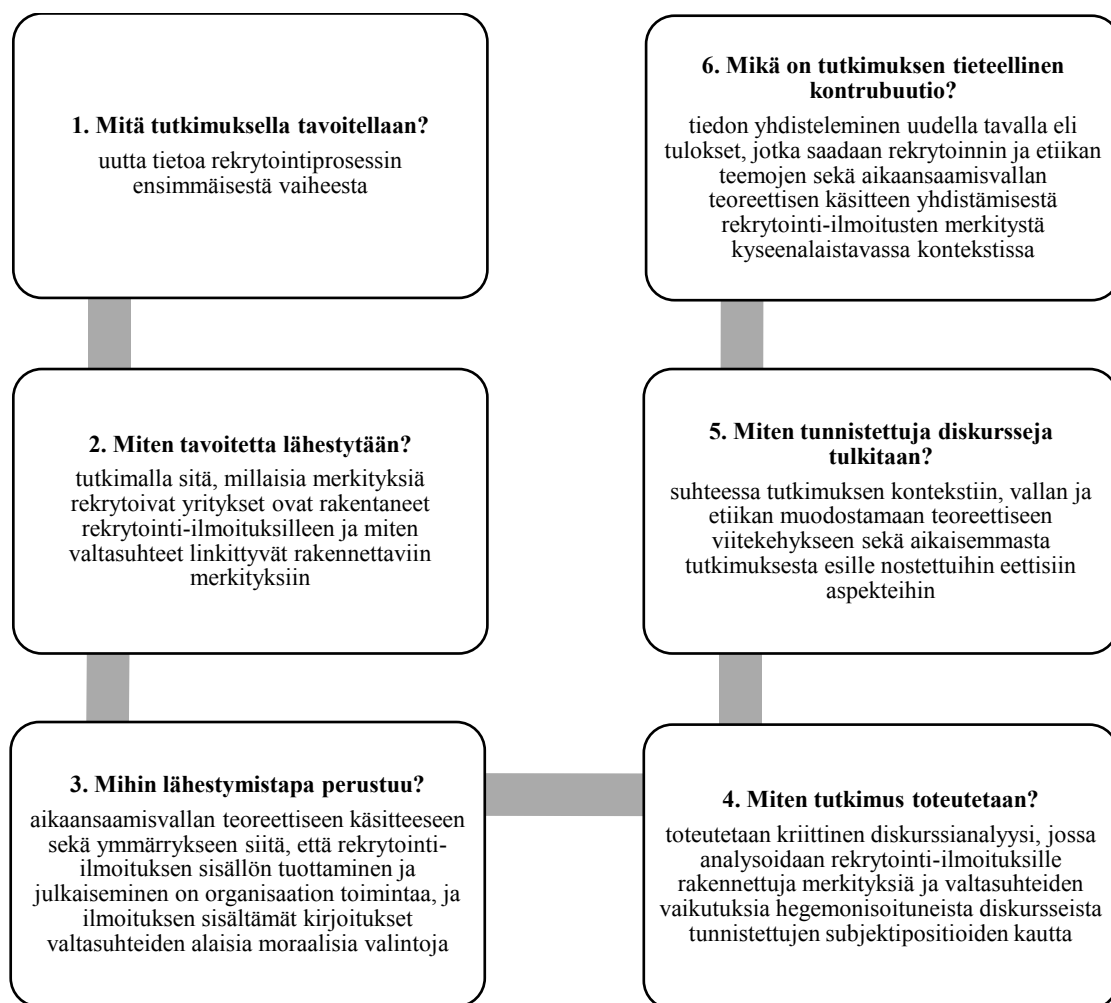 1. Mitä tutkimuksella tavoitellaan?
uutta tietoa rekrytointiprosessin
ensimmäisestä vaiheesta
2. Miten tavoitetta lähestytään?
tutkimalla sitä, millaisia merkityksiä
rekrytoivat yritykset ovat rakentaneet
rekrytointi-ilmoituksilleen ja miten
valtasuhteet linkittyvät rakennettaviin
merkityksiin
3. Mihin lähestymistapa perustuu?
aikaansaamisvallan teoreettiseen käsitteeseen
sekä ymmärrykseen siitä, että rekrytointi-
ilmoituksen sisällön tuottaminen ja
julkaiseminen on organisaation toimintaa, ja
ilmoituksen sisältämät kirjoitukset
valtasuhteiden alaisia moraalisia valintoja
4. Miten tutkimus toteutetaan?
toteutetaan kriittinen diskurssianalyysi, jossa
analysoidaan rekrytointi-ilmoituksille
rakennettuja merkityksiä ja valtasuhteiden
vaikutuksia hegemonisoituneista diskursseista
tunnistettujen subjektipositioiden kautta
5. Miten tunnistettuja diskursseja
tulkitaan?
suhteessa tutkimuksen kontekstiin, vallan ja
etiikan muodostamaan teoreettiseen
viitekehykseen sekä aikaisemmasta
tutkimuksesta esille nostettuihin eettisiin
aspekteihin
6. Mikä on tutkimuksen tieteellinen
kontrubuutio?
tiedon yhdisteleminen uudella tavalla eli
tulokset, jotka saadaan rekrytoinnin ja etiikan
teemojen sekä aikaansaamisvallan
teoreettisen käsitteen yhdistämisestä
rekrytointi-ilmoitusten merkitystä
kyseenalaistavassa kontekstissa